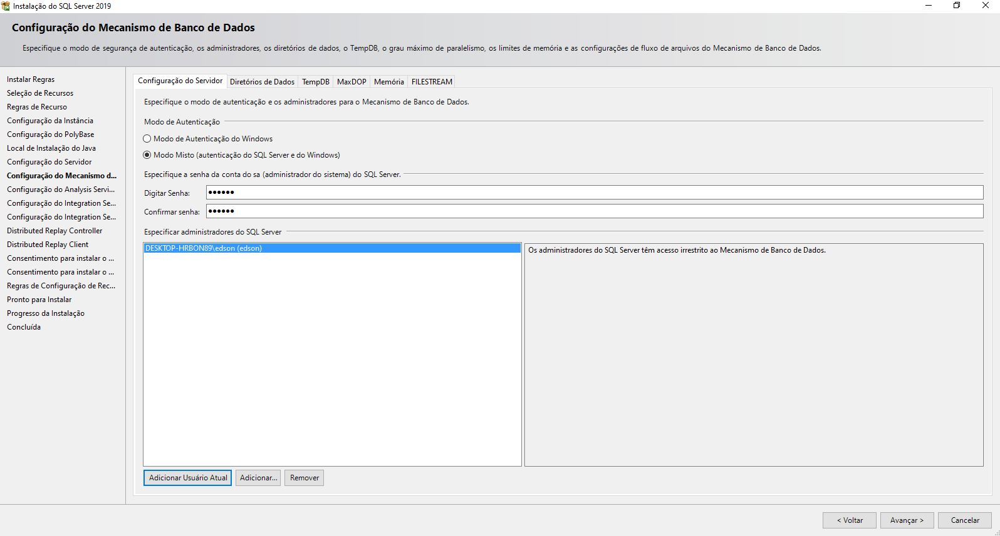 Instalação do SQL Server 2019
Configuração do Mecanismo de Banco de Dados
Especifique o modo de segurança de autenticação, os administradores, os diretórios de dados, o TempDB, o grau máximo de paralelismo, os limites de memória e as configurações de fluxo de arquivos do Mecanismo de Banco de Dados.
Instalar Regras
Seleção de Recursos
Regras de Recurso
Configuração da Instância
Configuração do PolyBase
Local de Instalação do Java
Configuração do Servidor
Configuração do Mecanismo d...
Configuração do Analysis Servi...
Configuração do Integration Se...
Configuração do Integration Se...
Distributed Replay Controller
Distributed Replay Client
Consentimento para instalar o ...
Consentimento para instalar o ...
Regras de Configuração de Rec...
Pronto para Instalar
Progresso da Instalação
Concluída
Configuração do Servidor Diretórios de Dados TempDB MaxDOP Memória FILESTREAM
Especifique o modo de autenticação e os administradores para o Mecanismo de Banco de Dados.
Modo de Autenticação
Modo de Autenticação do Windows
Modo Misto (autenticação do SQL Server e do Windows)
Especifique a senha da conta do sa (administrador do sistema) do SQL Server.
Digitar Senha: ●●●●●●
Confirmar senha: ●●●●●●
Especificar administradores do SQL Server
DESKTOP-HRBON89\edson (edson)
Os administradores do SQL Server têm acesso irrestrito ao Mecanismo de Banco de Dados.
Adicionar Usuário Atual Adicionar... Remover
< Voltar Avançar > Cancelar